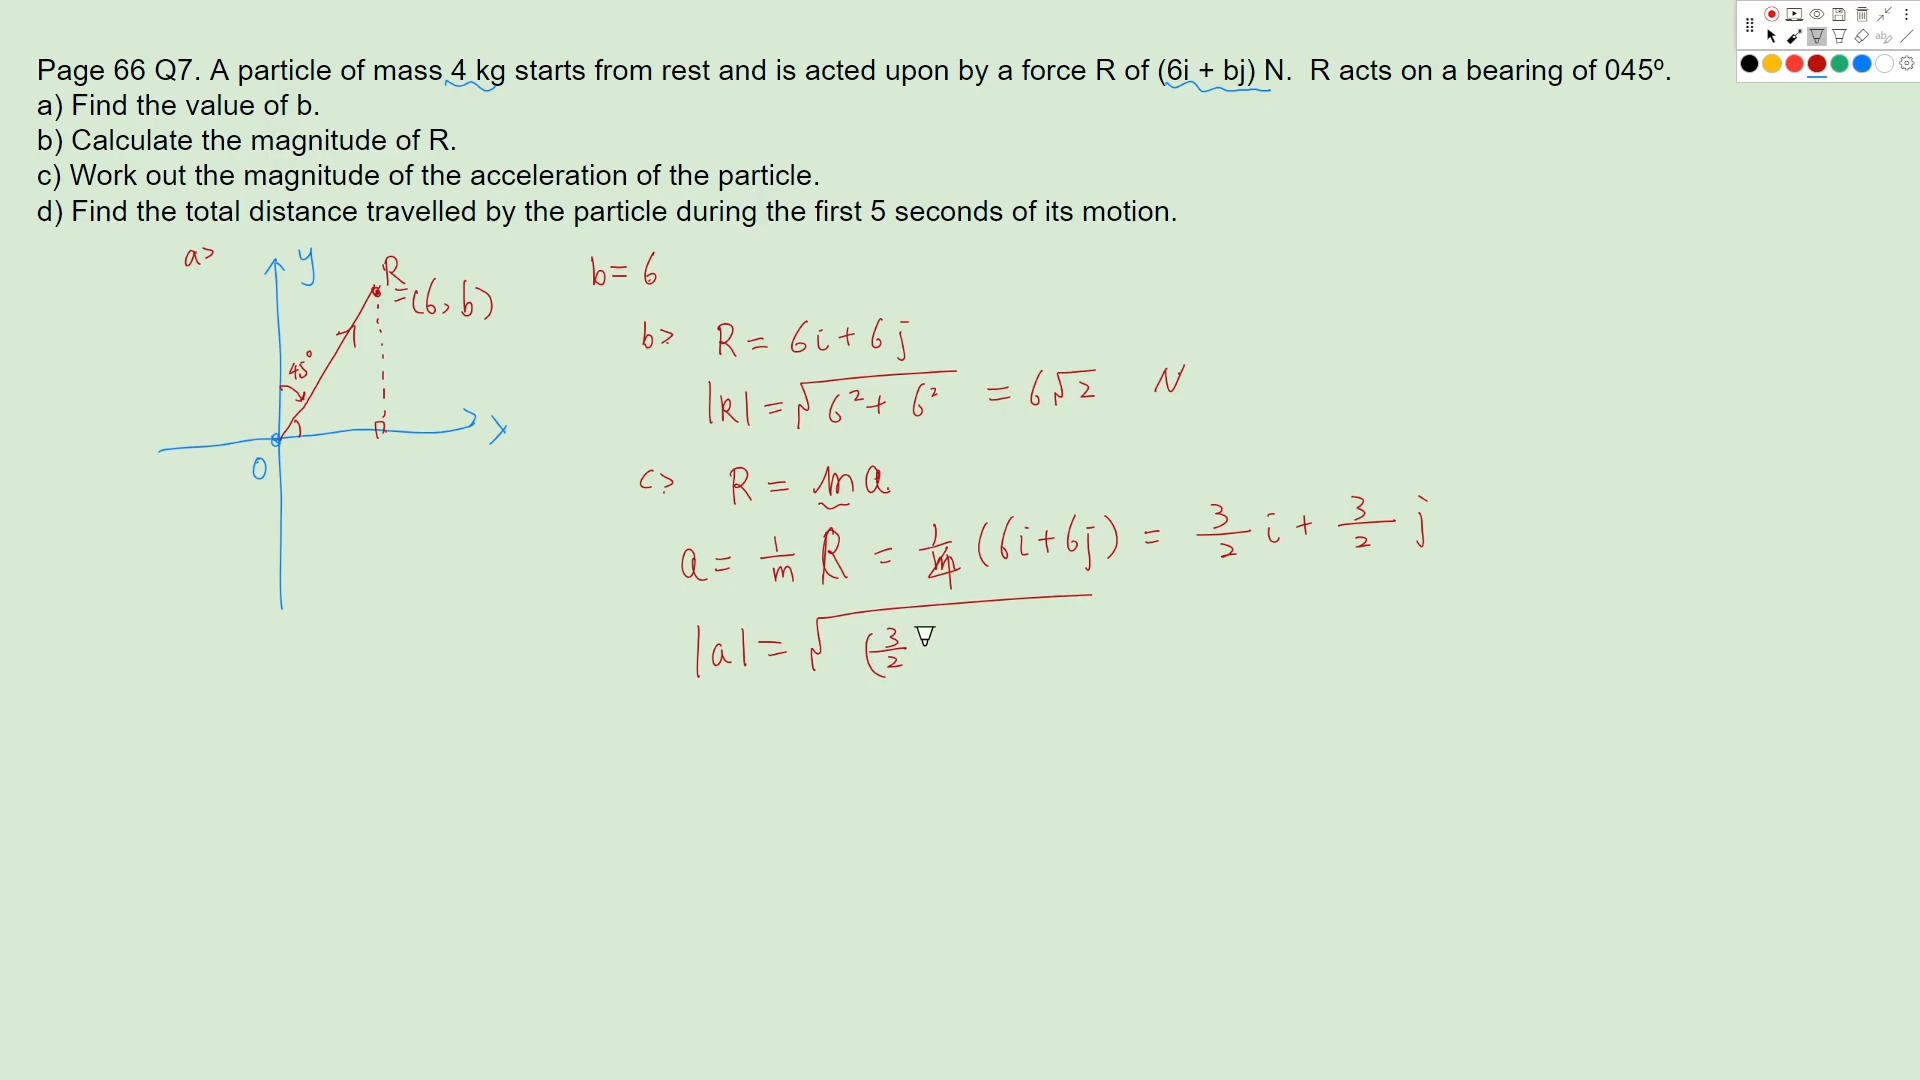 Page 66 Q7. A particle of mass 4 kg starts from rest and is acted upon by a force R of (6i + bj) N.  R acts on a bearing of 045º.
a) Find the value of b.
b) Calculate the magnitude of R.
c) Work out the magnitude of the acceleration of the particle.
d) Find the total distance travelled by the particle during the first 5 seconds of its motion.
a>
y
R
=(6, b)
45°
x
O
b = 6
b>  R = 6i + 6j
|R| = √(6² + 6²) = 6√2  N
c>  R = ma
a = 1/m R = 1/4 (6i + 6j) = 3/2 i + 3/2 j
|a| = √ (3/2